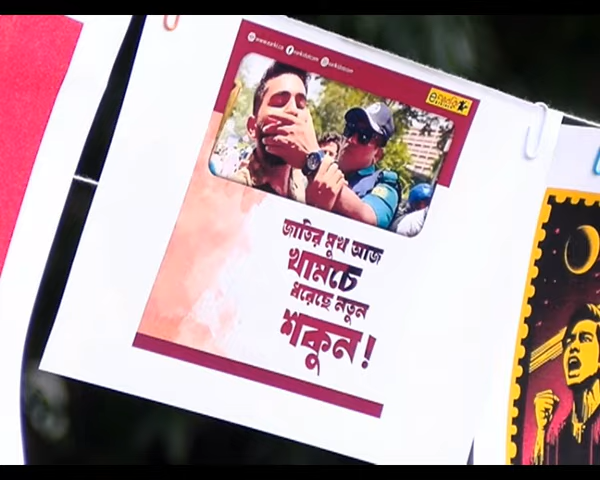 জাতির মুখ আজ
খামচে
ধরেছে নতুন
শকুন!